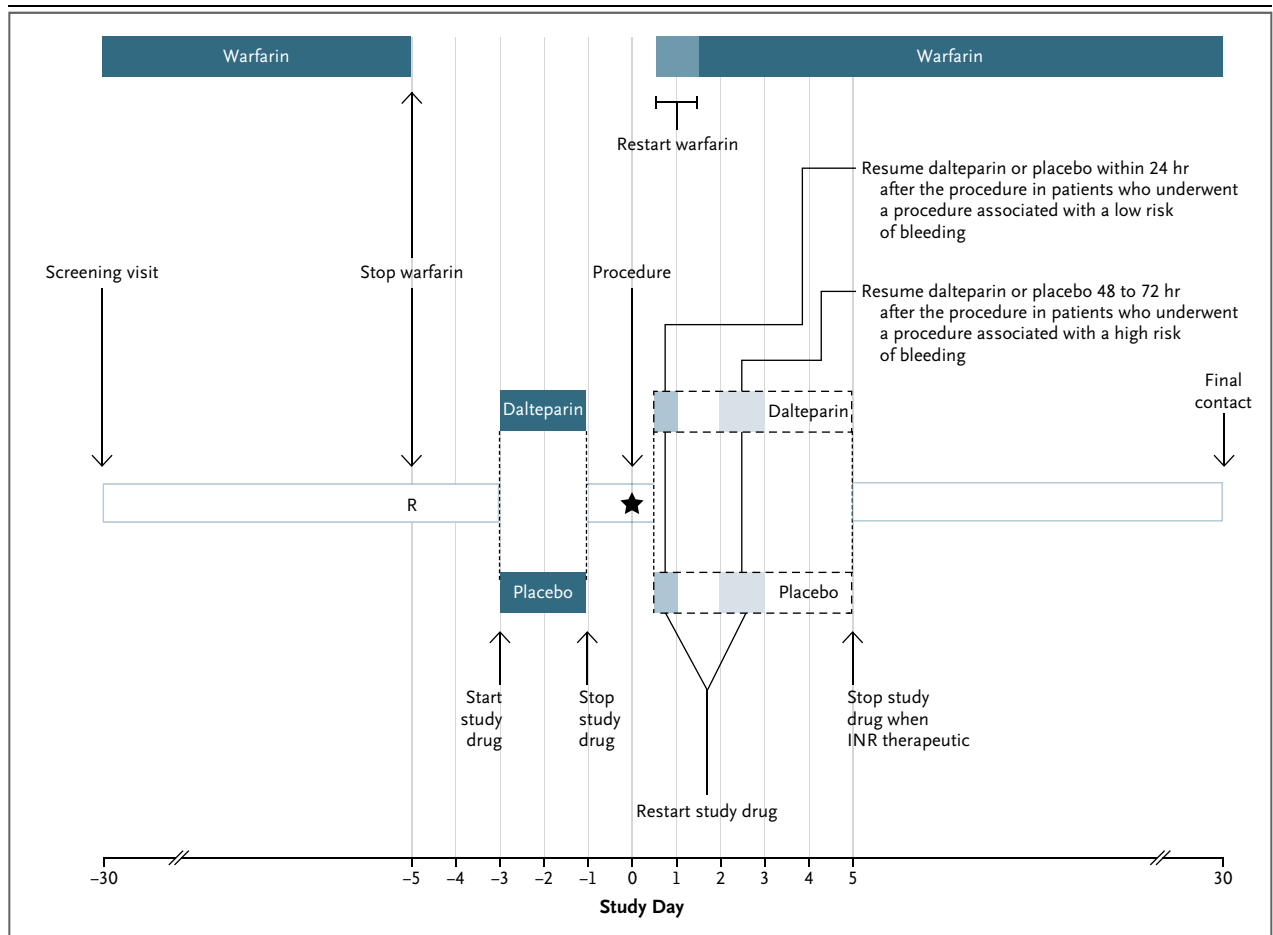 Warfarin
Warfarin
Restart warfarin
Resume dalteparin or placebo within 24 hr
after the procedure in patients who underwent
a procedure associated with a low risk
of bleeding
Screening visit
Stop warfarin
Procedure
Resume dalteparin or placebo 48 to 72 hr
after the procedure in patients who underwent
a procedure associated with a high risk
of bleeding
Final
contact
Dalteparin
Dalteparin
R
Placebo
Placebo
Start
study
drug
Stop
study
drug
Stop study
drug when
INR therapeutic
Restart study drug
–30 –5 –4 –3 –2 –1 0 1 2 3 4 5 30
Study Day